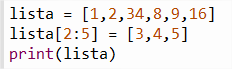 lista = [1,2,34,8,9,16]
lista[2:5] = [3,4,5]
print(lista)